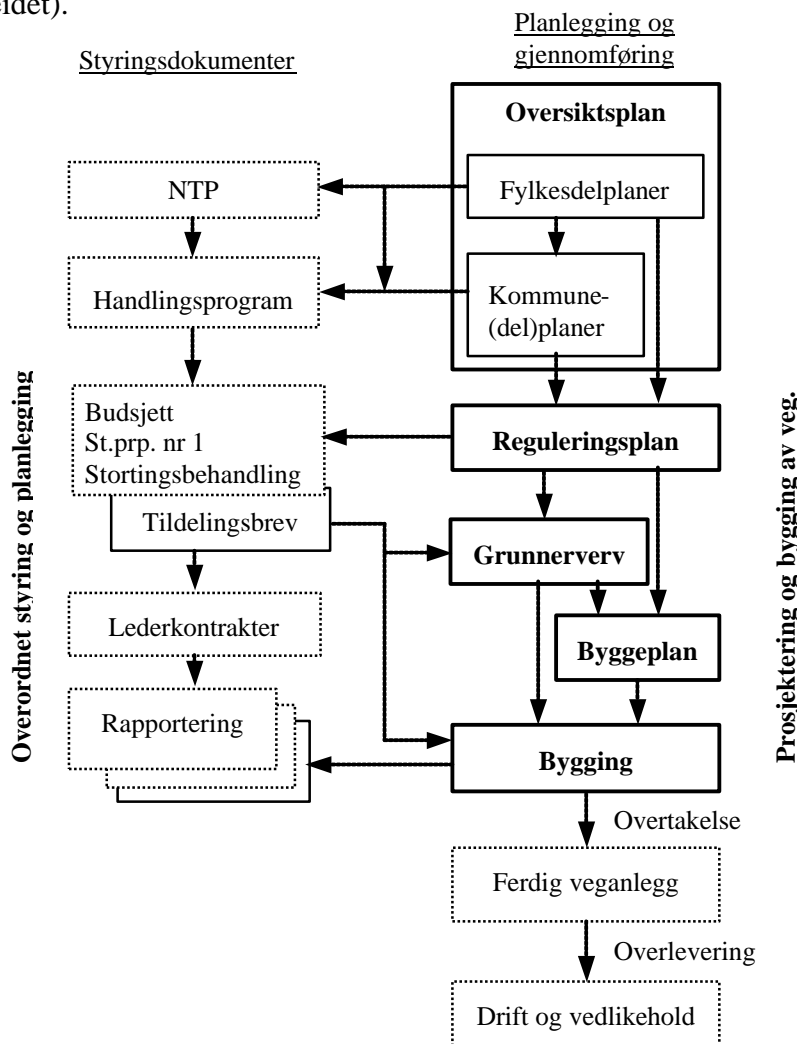 eidet).
Styringsdokumenter
Planlegging og
gjennomføring
Oversiktsplan
NTP
Fylkesdelplaner
Handlingsprogram
Kommune-
(del)planer
Budsjett
St.prp. nr 1
Stortingsbehandling
Reguleringsplan
Tildelingsbrev
Grunnerverv
Lederkontrakter
Byggeplan
Rapportering
Bygging
Overtakelse
Ferdig veganlegg
Overlevering
Drift og vedlikehold
Overordnet styring og planlegging
Prosjektering og bygging av veg.